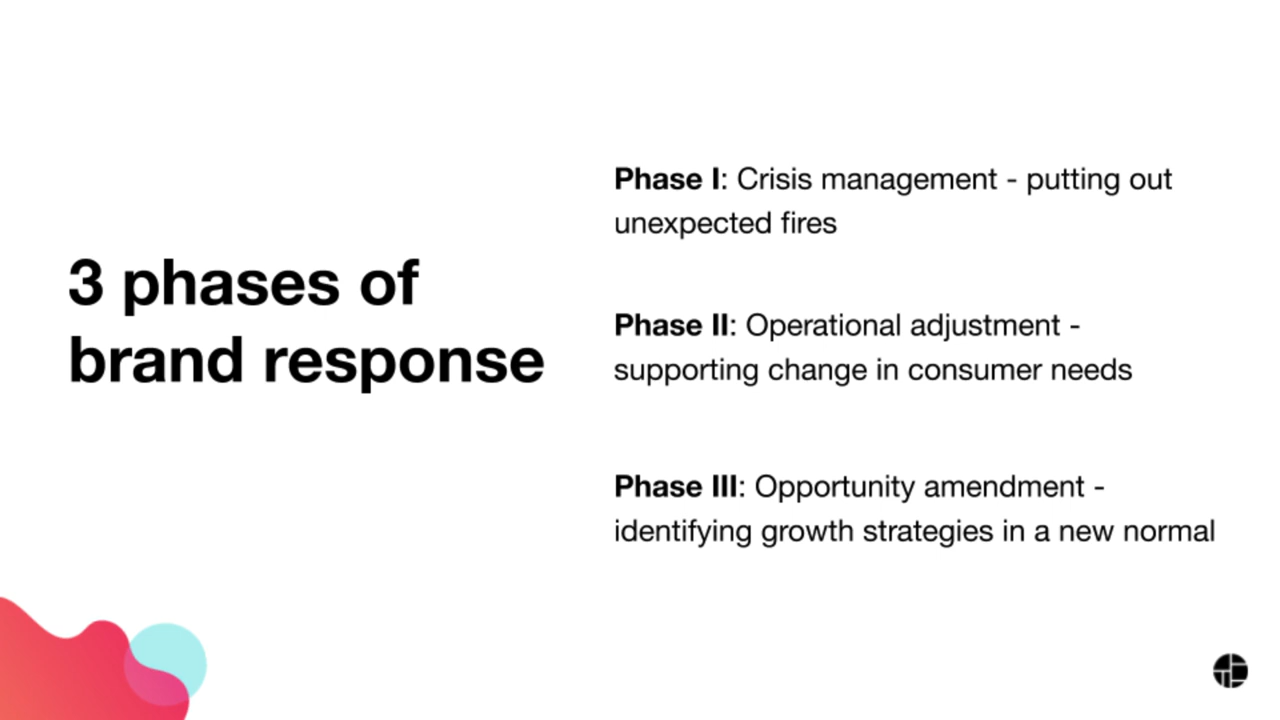 3 phases of
brand response
Phase I: Crisis management - putting out
unexpected fires
Phase II: Operational adjustment -
supporting change in consumer needs
Phase III: Opportunity amendment -
identifying growth strategies in a new normal